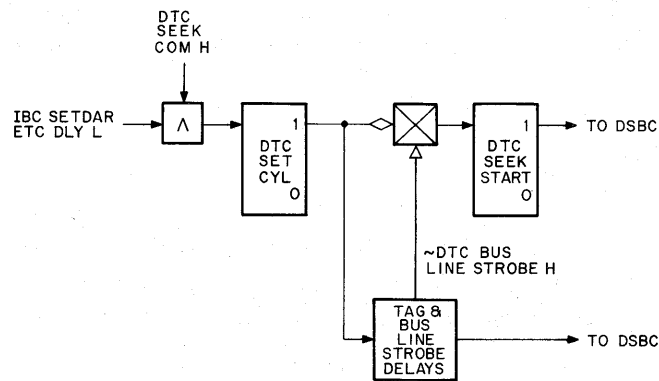 DTC
SEEK
COM H
IBC SETDAR
ETC DLY L
Λ
1
DTC
SET
CYL
0
1
DTC
SEEK
START
0
TO DSBC
~DTC BUS
LINE STROBE H
TAG &
BUS
LINE
STROBE
DELAYS
TO DSBC